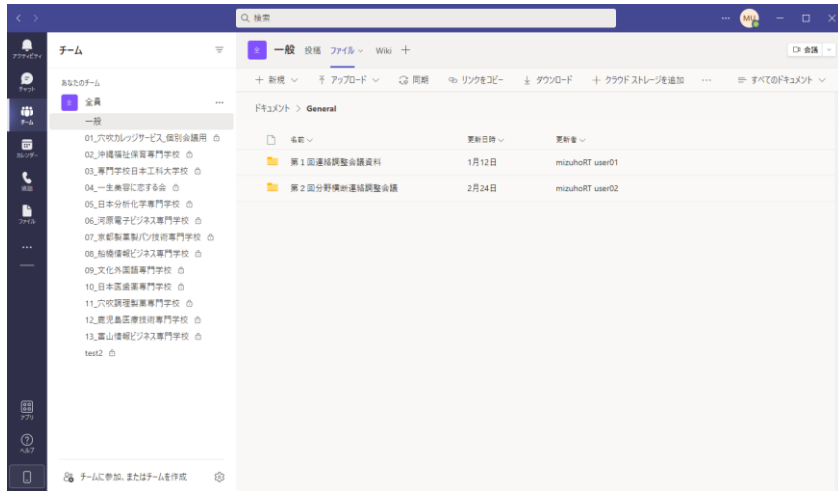 検索
MU
アクティビティ
チャット
チーム
カレンダー
通話
ファイル
アプリ
ヘルプ
チーム
あなたのチーム
全 全員
一般
01_穴吹カレッジサービス_個別会議用
02_沖縄福祉保育専門学校
03_専門学校日本工科大学校
04_一生美容に恋する会
05_日本分析化学専門学校
06_河原電子ビジネス専門学校
07_京都製菓製パン技術専門学校
08_船橋情報ビジネス専門学校
09_文化外国語専門学校
10_日本医歯薬専門学校
11_穴吹調理製菓専門学校
12_鹿児島医療技術専門学校
13_富山情報ビジネス専門学校
test2
チームに参加、またはチームを作成
全 一般 投稿 ファイル Wiki
会議
新規 アップロード 同期 リンクをコピー ダウンロード クラウド ストレージを追加 すべてのドキュメント
ドキュメント > General
名前 更新日時 更新者
第1回連絡調整会議資料 1月12日 mizuhoRT user01
第2回分野横断連絡調整会議 2月24日 mizuhoRT user02